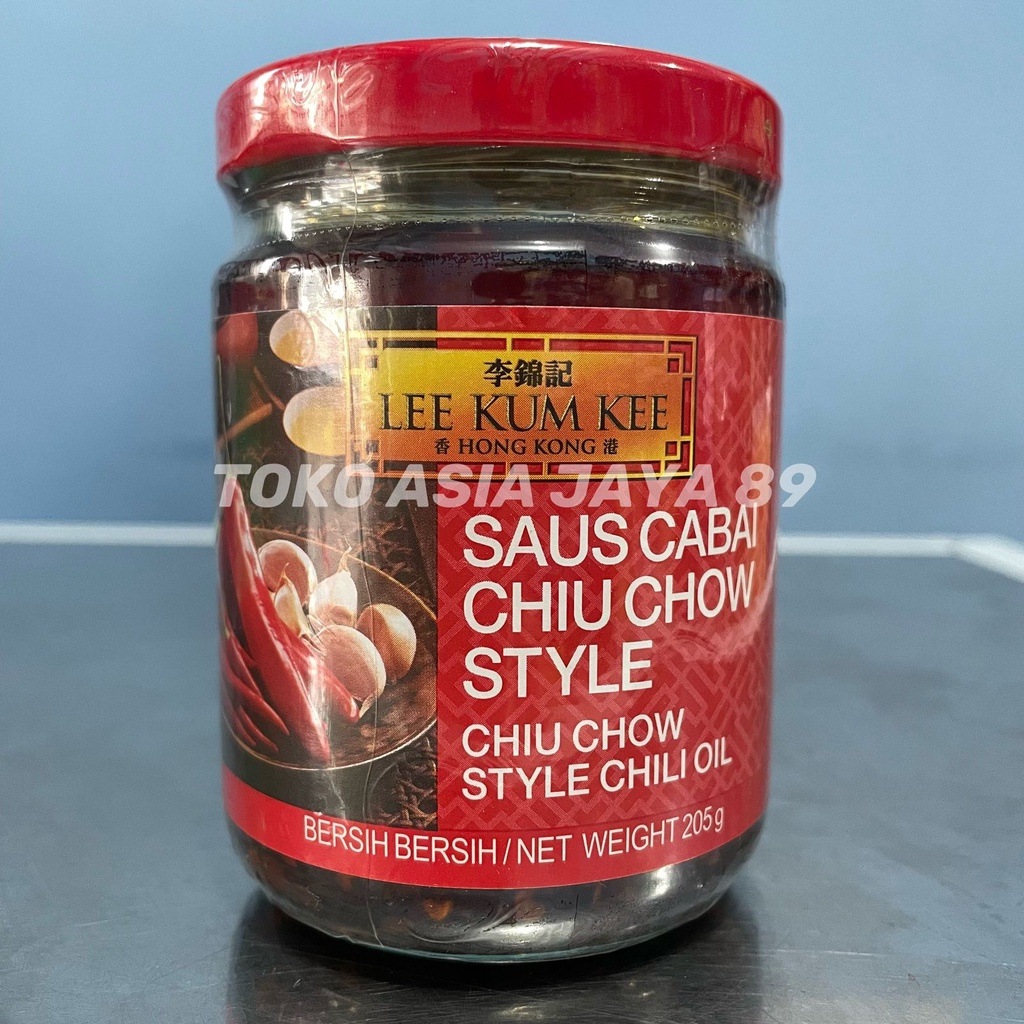 李錦記
LEE KUM KEE
香 HONG KONG 港
TOKO ASIA JAYA 89
SAUS CABAI
CHIU CHOW
STYLE
CHIU CHOW
STYLE CHILI OIL
BERSIH BERSIH / NET WEIGHT 205 g